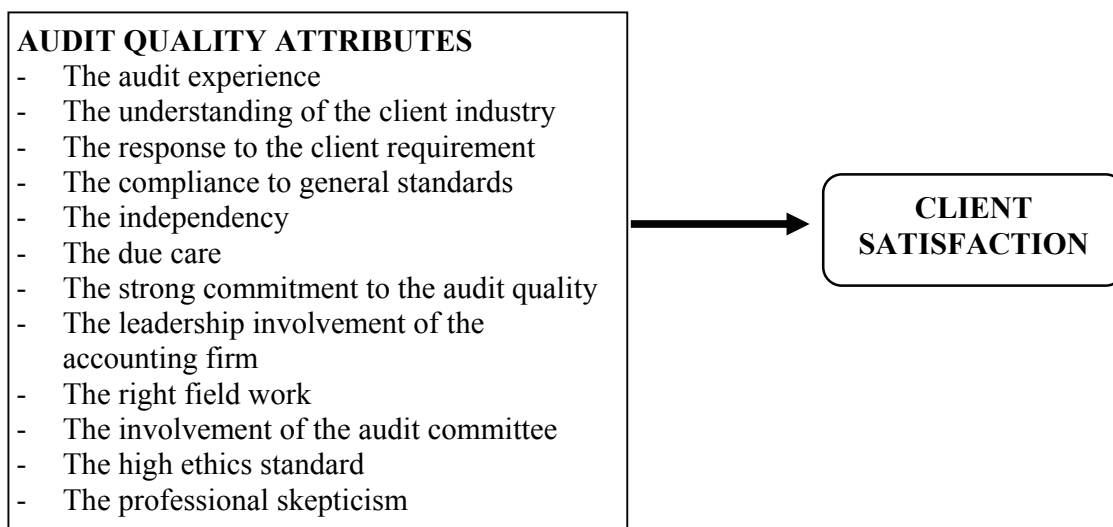 AUDIT QUALITY ATTRIBUTES
- The audit experience
- The understanding of the client industry
- The response to the client requirement
- The compliance to general standards
- The independency
- The due care
- The strong commitment to the audit quality
- The leadership involvement of the
accounting firm
- The right field work
- The involvement of the audit committee
- The high ethics standard
- The professional skepticism
CLIENT
SATISFACTION